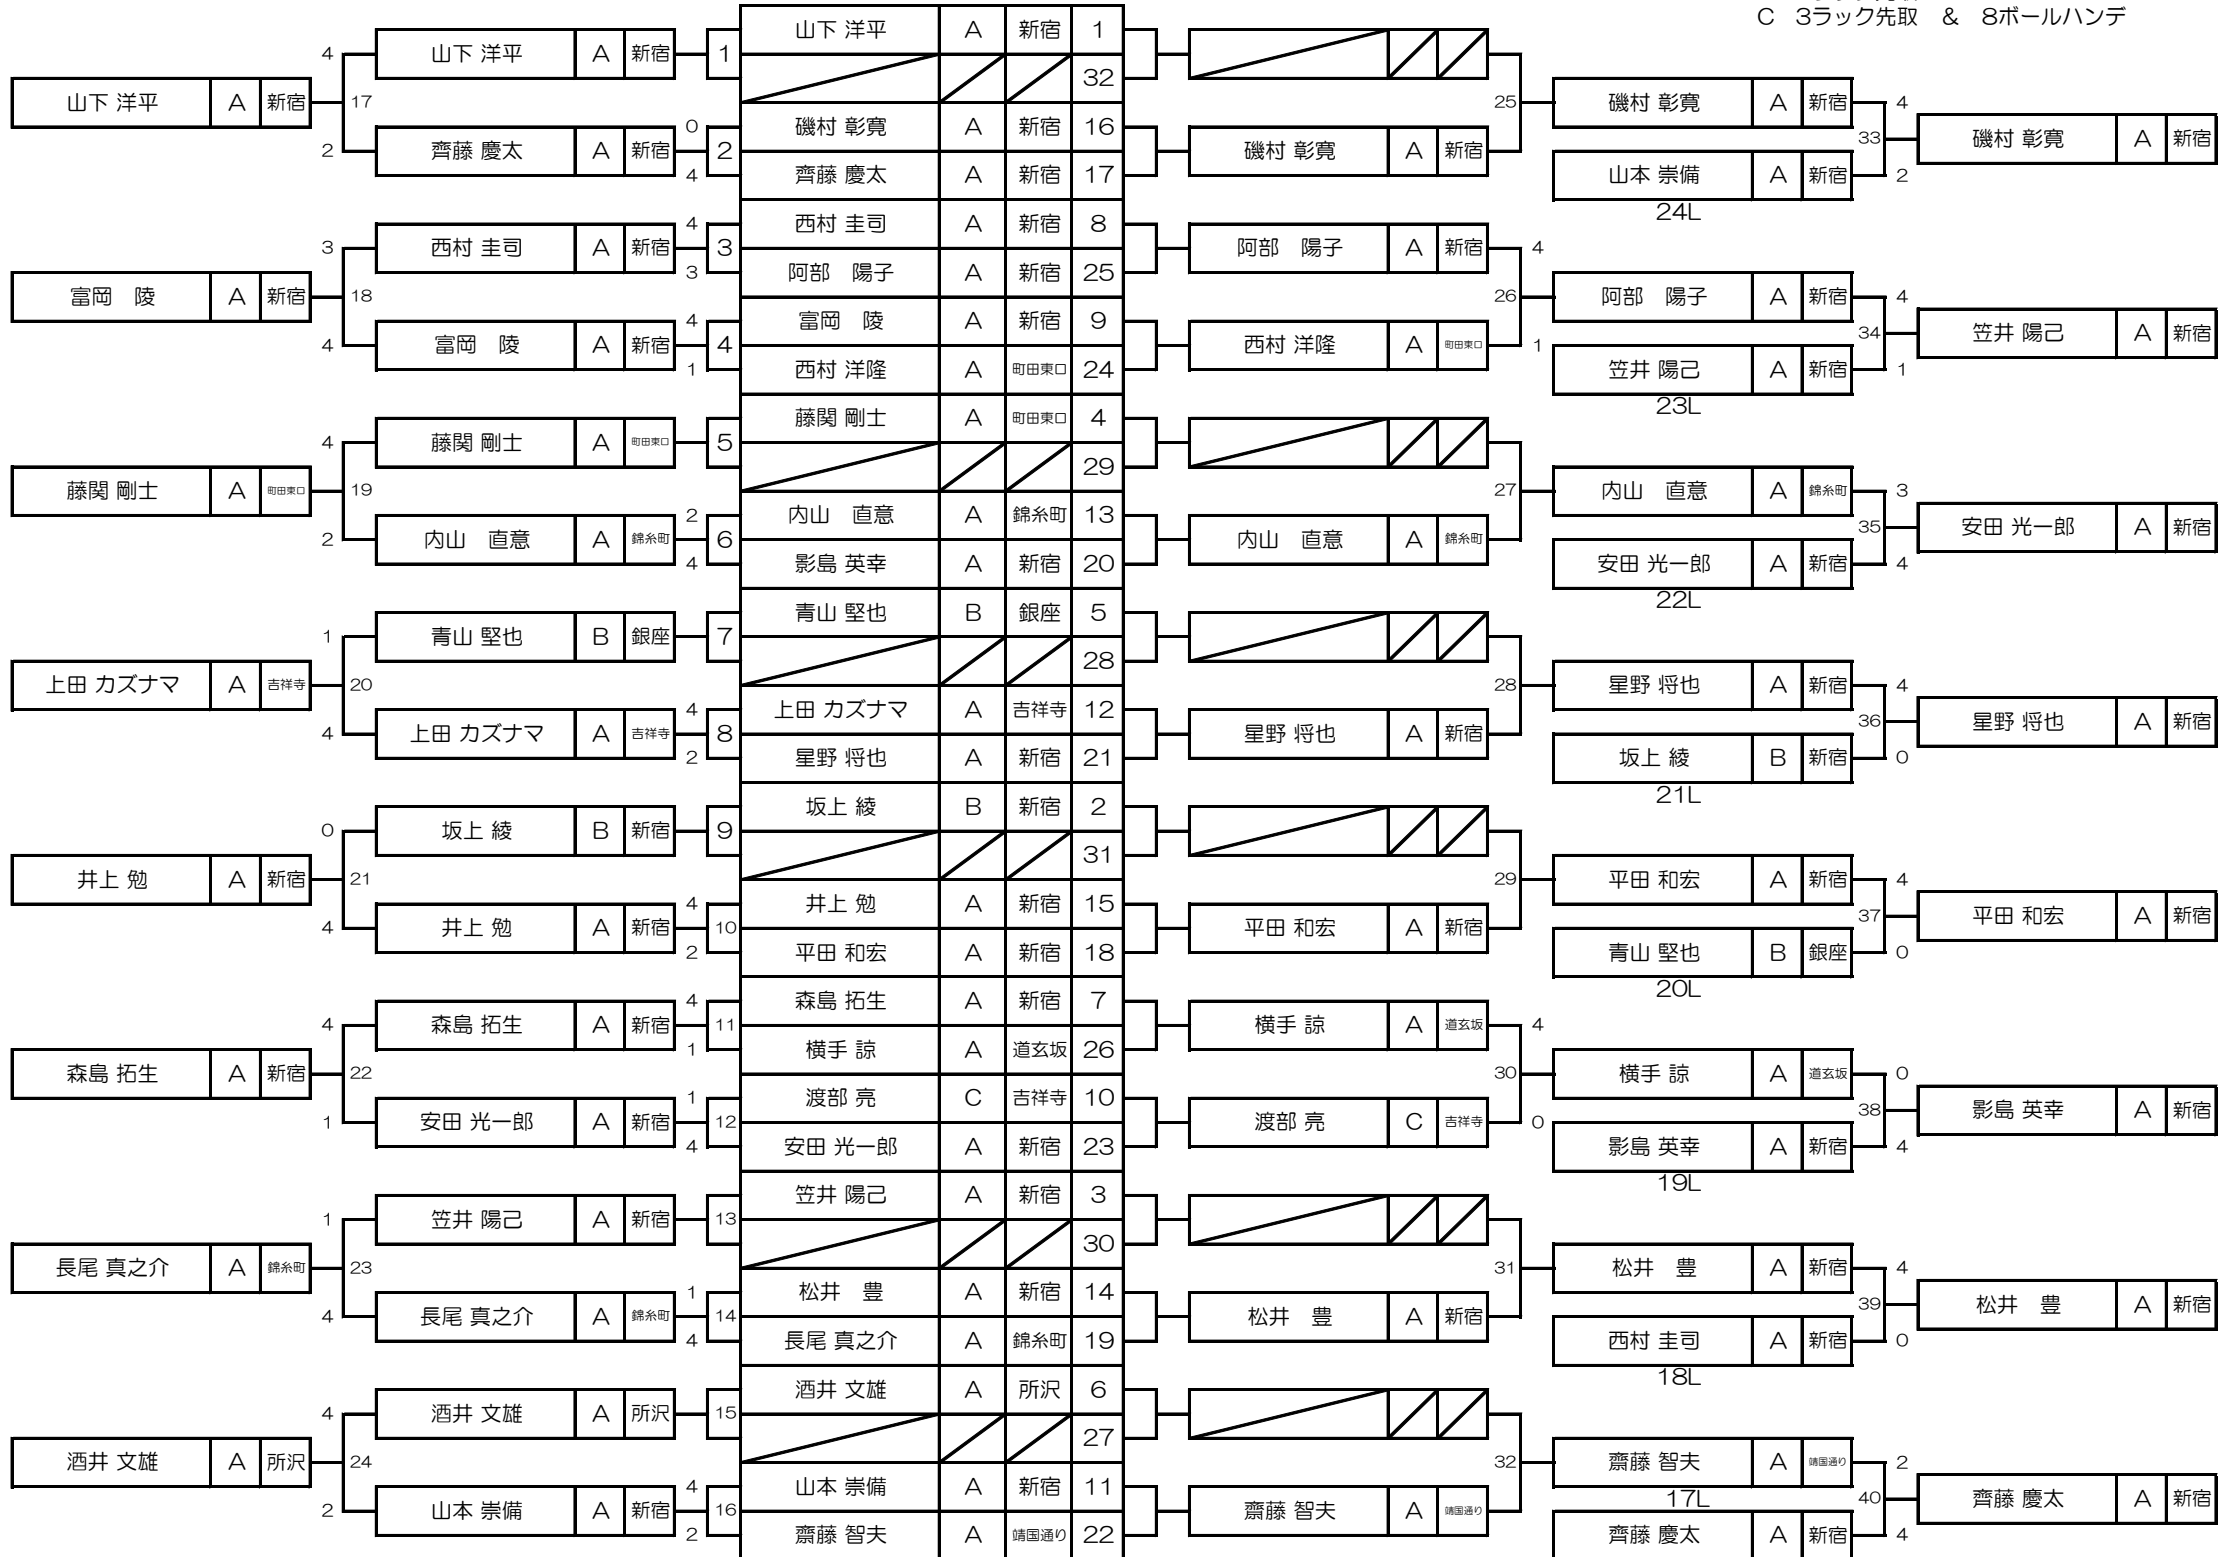 C 3ラック先取 & 8ボールハンデ
山下 洋平 A 新宿 1
4 山下 洋平 A 新宿 1
32
山下 洋平 A 新宿 17 25 磯村 彰寛 A 新宿 4
磯村 彰寛 A 新宿 16
0 33 磯村 彰寛 A 新宿
2 齊藤 慶太 A 新宿 2 磯村 彰寛 A 新宿
4 齊藤 慶太 A 新宿 17 山本 崇備 A 新宿 2
24L
4 西村 圭司 A 新宿 8
3 西村 圭司 A 新宿 3 阿部 陽子 A 新宿 4
3 阿部 陽子 A 新宿 25
富岡 陵 A 新宿 18 26 阿部 陽子 A 新宿 4
4 富岡 陵 A 新宿 9
34 笠井 陽己 A 新宿
4 富岡 陵 A 新宿 4 西村 洋隆 A 町田東口 1
1 西村 洋隆 A 町田東口 24 笠井 陽己 A 新宿 1
23L
藤関 剛士 A 町田東口 4
4 藤関 剛士 A 町田東口 5
29
藤関 剛士 A 町田東口 19 27 内山 直意 A 錦糸町 3
2 内山 直意 A 錦糸町 13
35 安田 光一郎 A 新宿
2 内山 直意 A 錦糸町 6 内山 直意 A 錦糸町
4 影島 英幸 A 新宿 20 安田 光一郎 A 新宿 4
22L
青山 堅也 B 銀座 5
1 青山 堅也 B 銀座 7
28
上田 カズナマ A 吉祥寺 20 28 星野 将也 A 新宿 4
4 上田 カズナマ A 吉祥寺 12
36 星野 将也 A 新宿
4 上田 カズナマ A 吉祥寺 8 星野 将也 A 新宿
2 星野 将也 A 新宿 21 坂上 綾 B 新宿 0
21L
坂上 綾 B 新宿 2
0 坂上 綾 B 新宿 9
31
井上 勉 A 新宿 21 29 平田 和宏 A 新宿 4
4 井上 勉 A 新宿 15
37 平田 和宏 A 新宿
4 井上 勉 A 新宿 10 平田 和宏 A 新宿
2 平田 和宏 A 新宿 18 青山 堅也 B 銀座 0
20L
4 森島 拓生 A 新宿 7
4 森島 拓生 A 新宿 11 横手 諒 A 道玄坂 4
1 横手 諒 A 道玄坂 26
森島 拓生 A 新宿 22 30 横手 諒 A 道玄坂 0
1 渡部 亮 C 吉祥寺 10
38 影島 英幸 A 新宿
1 安田 光一郎 A 新宿 12 渡部 亮 C 吉祥寺 0
4 安田 光一郎 A 新宿 23 影島 英幸 A 新宿 4
19L
笠井 陽己 A 新宿 3
1 笠井 陽己 A 新宿 13
30
長尾 真之介 A 錦糸町 23 31 松井 豊 A 新宿 4
1 松井 豊 A 新宿 14
39 松井 豊 A 新宿
4 長尾 真之介 A 錦糸町 14 松井 豊 A 新宿
4 長尾 真之介 A 錦糸町 19 西村 圭司 A 新宿 0
18L
酒井 文雄 A 所沢 6
4 酒井 文雄 A 所沢 15
27
酒井 文雄 A 所沢 24 32 齋藤 智夫 A 靖国通り 2
4 山本 崇備 A 新宿 11
17L
40 齊藤 慶太 A 新宿
2 山本 崇備 A 新宿 16 齋藤 智夫 A 靖国通り
2 齋藤 智夫 A 靖国通り 22 齊藤 慶太 A 新宿 4